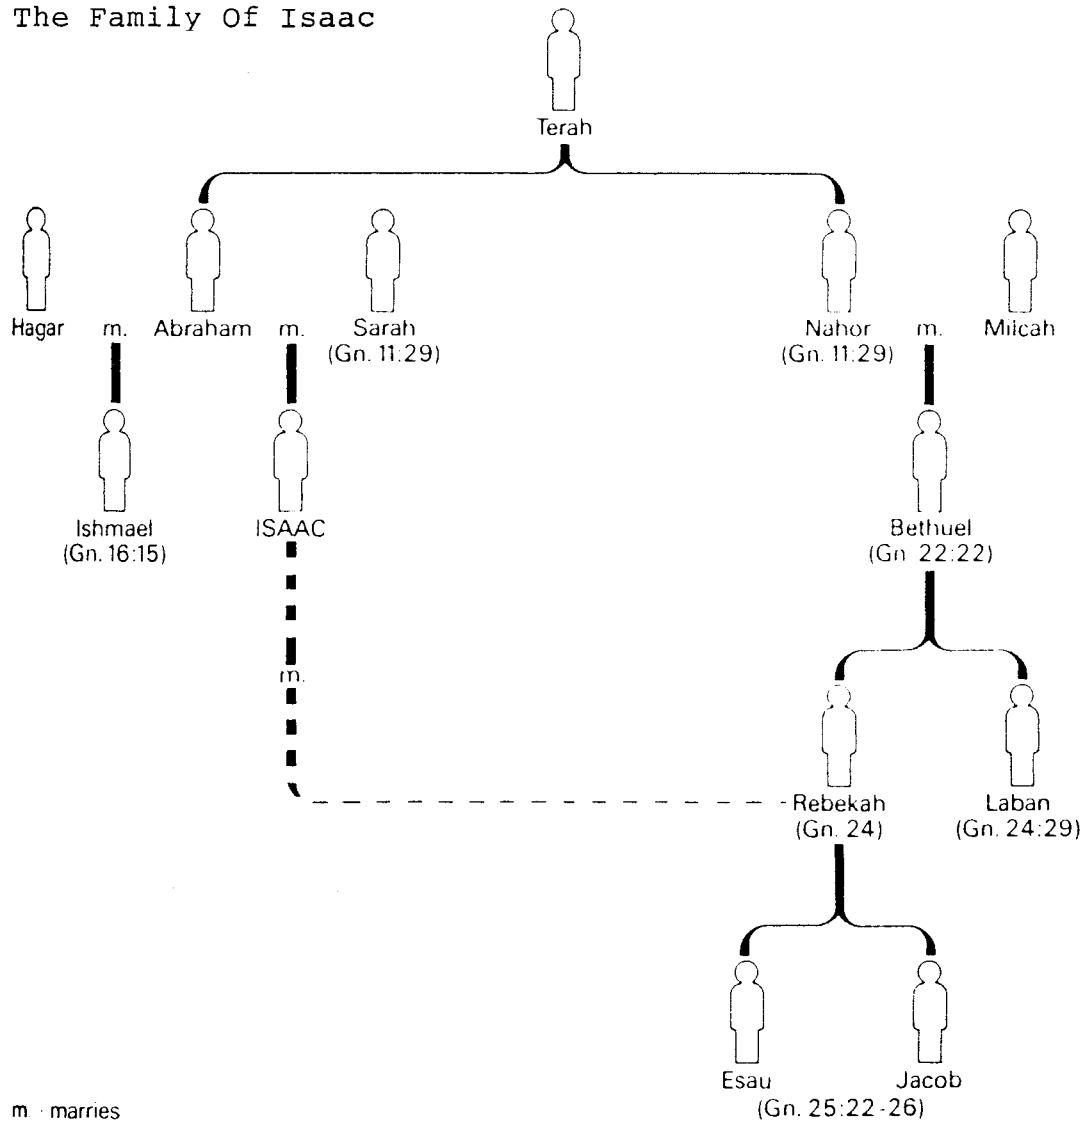 The Family Of Isaac
Terah
Hagar m. Abraham m. Sarah Nahor m. Milcah
(Gn. 11:29) (Gn. 11:29)
Ishmael ISAAC Bethuel
(Gn. 16:15) (Gn 22:22)
m.
Rebekah Laban
(Gn. 24) (Gn. 24:29)
Esau Jacob
(Gn. 25:22-26)
m · marries